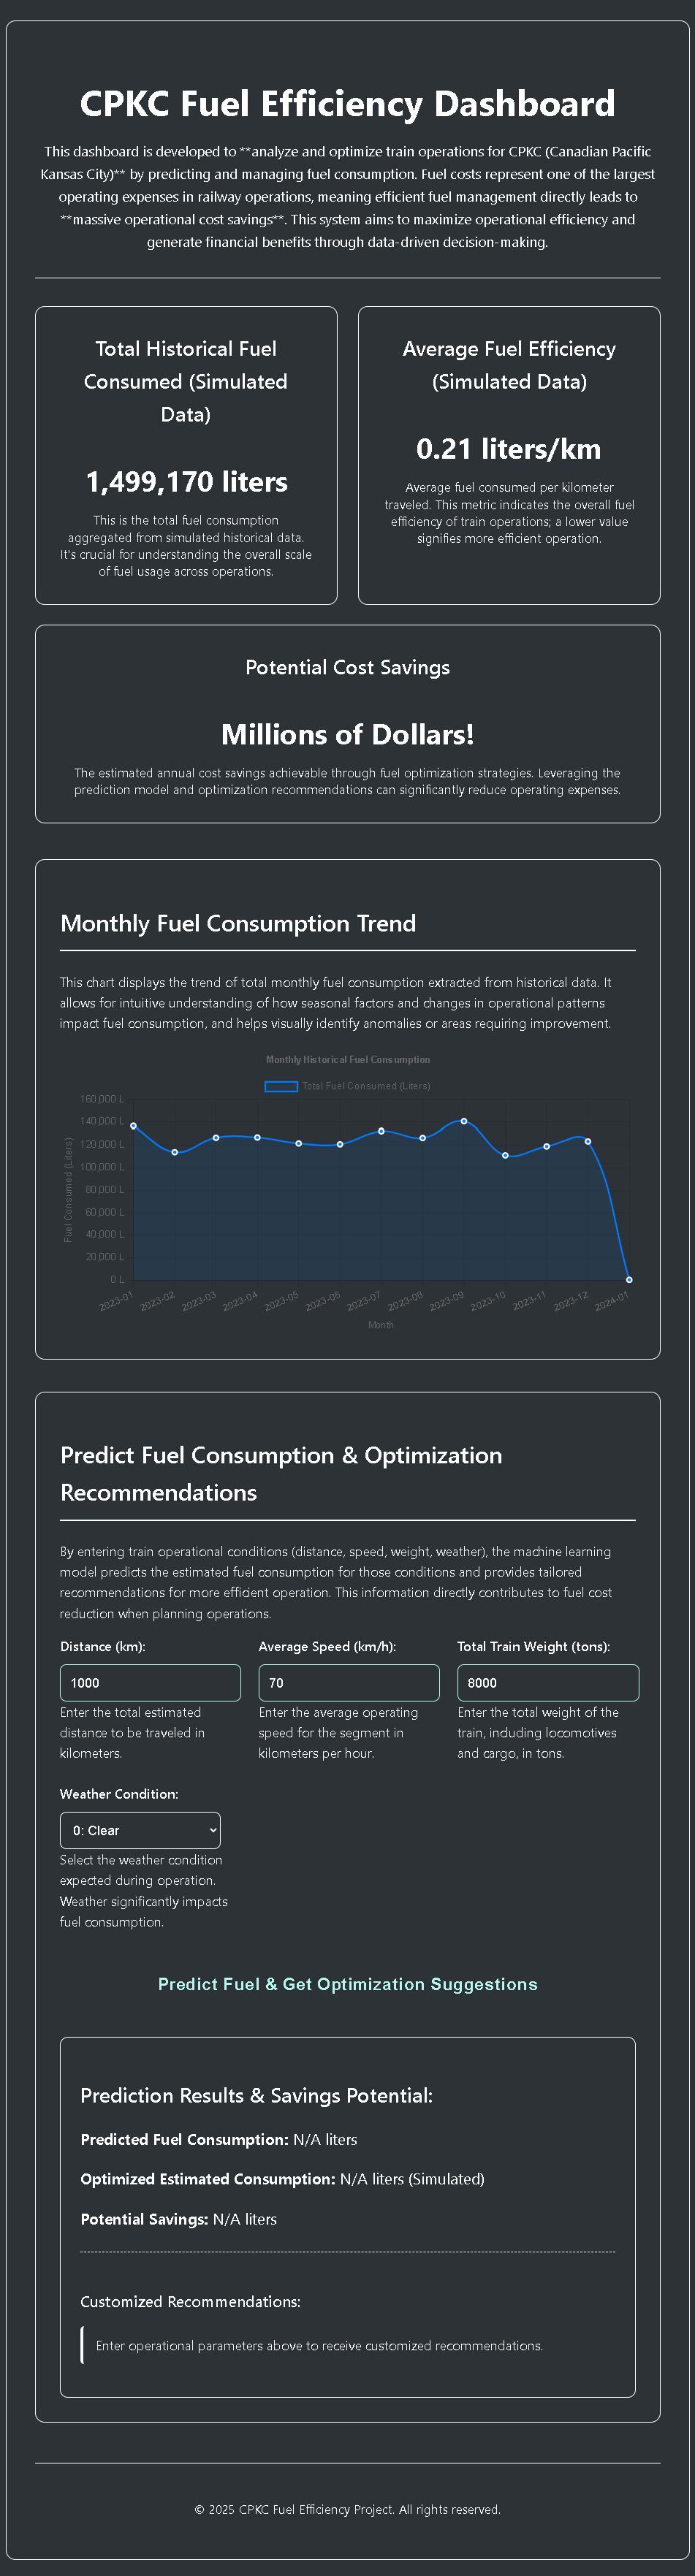 CPKC Fuel Efficiency Dashboard
This dashboard is developed to **analyze and optimize train operations for CPKC (Canadian Pacific
Kansas City)** by predicting and managing fuel consumption. Fuel costs represent one of the largest
operating expenses in railway operations, meaning efficient fuel management directly leads to
**massive operational cost savings**. This system aims to maximize operational efficiency and
generate financial benefits through data-driven decision-making.
Total Historical Fuel
Consumed (Simulated
Data)
1,499,170 liters
This is the total fuel consumption
aggregated from simulated historical data.
It's crucial for understanding the overall scale
of fuel usage across operations.
Average Fuel Efficiency
(Simulated Data)
0.21 liters/km
Average fuel consumed per kilometer
traveled. This metric indicates the overall fuel
efficiency of train operations; a lower value
signifies more efficient operation.
Potential Cost Savings
Millions of Dollars!
The estimated annual cost savings achievable through fuel optimization strategies. Leveraging the
prediction model and optimization recommendations can significantly reduce operating expenses.
Monthly Fuel Consumption Trend
This chart displays the trend of total monthly fuel consumption extracted from historical data. It
allows for intuitive understanding of how seasonal factors and changes in operational patterns
impact fuel consumption, and helps visually identify anomalies or areas requiring improvement.
Monthly Historical Fuel Consumption
Total Fuel Consumed (Liters)
Fuel Consumed (Liters)
160,000 L
140,000 L
120,000 L
100,000 L
80,000 L
60,000 L
40,000 L
20,000 L
0 L
2023-01
2023-02
2023-03
2023-04
2023-05
2023-06
2023-07
2023-08
2023-09
2023-10
2023-11
2023-12
2024-01
Month
Predict Fuel Consumption & Optimization
Recommendations
By entering train operational conditions (distance, speed, weight, weather), the machine learning
model predicts the estimated fuel consumption for those conditions and provides tailored
recommendations for more efficient operation. This information directly contributes to fuel cost
reduction when planning operations.
Distance (km):
1000
Enter the total estimated
distance to be traveled in
kilometers.
Average Speed (km/h):
70
Enter the average operating
speed for the segment in
kilometers per hour.
Total Train Weight (tons):
8000
Enter the total weight of the
train, including locomotives
and cargo, in tons.
Weather Condition:
0: Clear
Select the weather condition
expected during operation.
Weather significantly impacts
fuel consumption.
Predict Fuel & Get Optimization Suggestions
Prediction Results & Savings Potential:
Predicted Fuel Consumption: N/A liters
Optimized Estimated Consumption: N/A liters (Simulated)
Potential Savings: N/A liters
Customized Recommendations:
Enter operational parameters above to receive customized recommendations.
© 2025 CPKC Fuel Efficiency Project. All rights reserved.